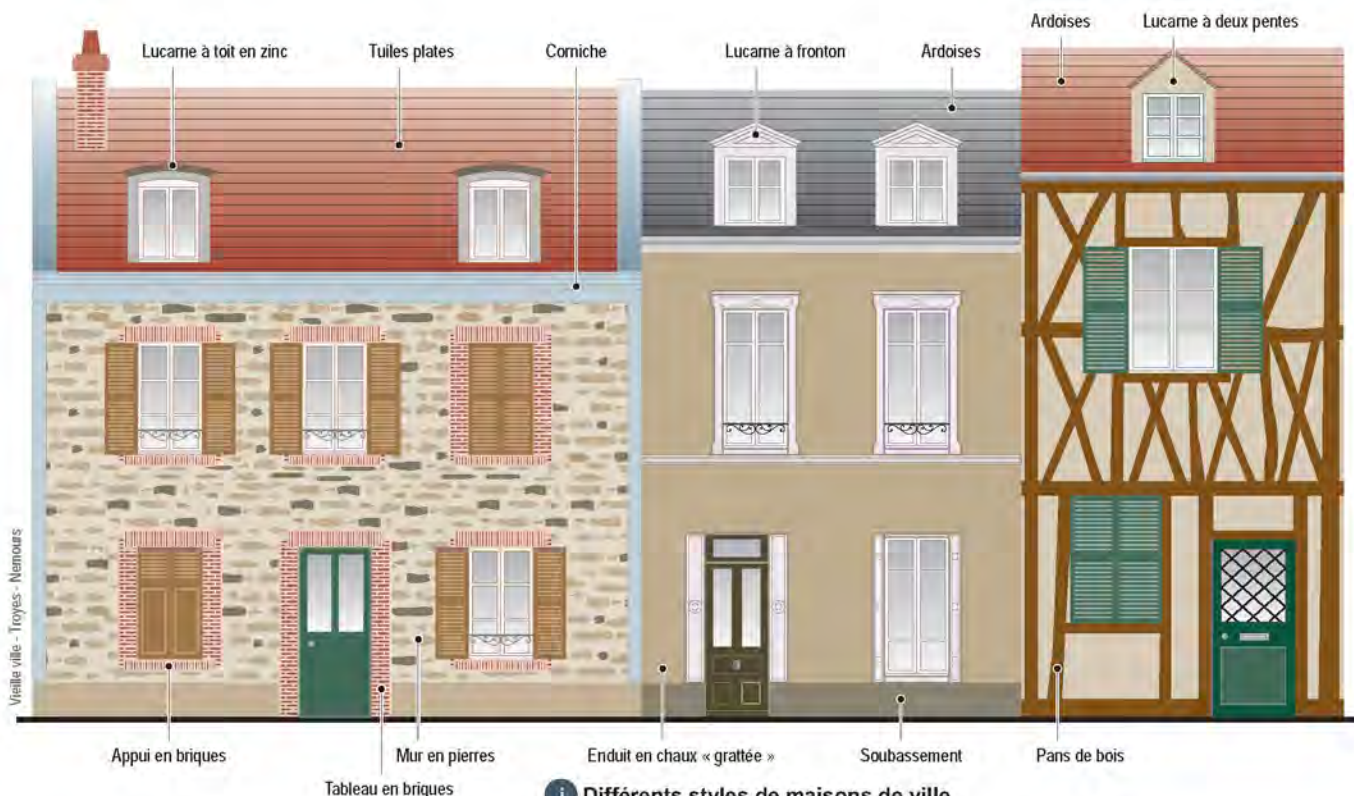 Ardoises
Lucarne à deux pentes
Lucarne à toit en zinc
Tuiles plates
Corniche
Lucarne à fronton
Ardoises
Vieille ville - Troyes - Nemours
Appui en briques
Mur en pierres
Enduit en chaux « grattée »
Soubassement
Pans de bois
Tableau en briques
i Différents styles de maisons de ville